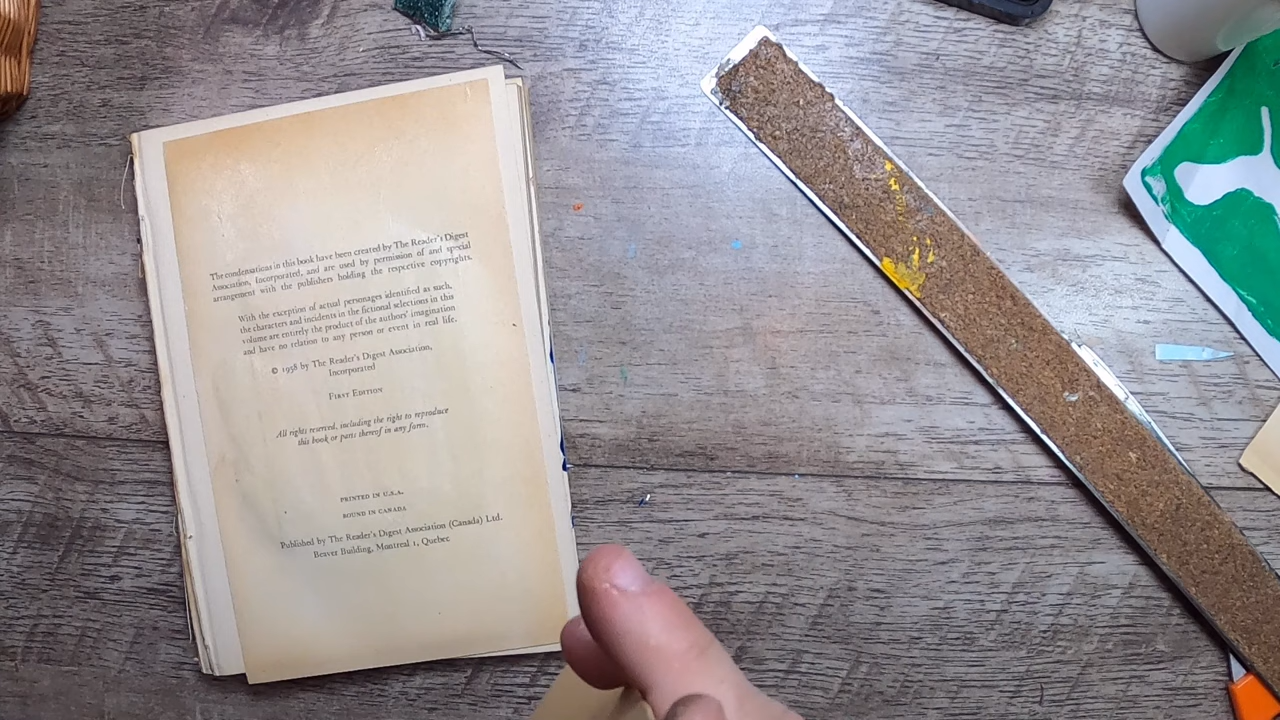 The condensations in this book have been created by The Reader's Digest
Association, Incorporated, and are used by permission of and special
arrangement with the publishers holding the respective copyrights.
With the exception of actual personages identified as such,
the characters and incidents in the fictional selections in this
volume are entirely the product of the authors' imagination
and have no relation to any person or event in real life.
© 1958 by The Reader's Digest Association,
Incorporated
First Edition
All rights reserved, including the right to reproduce
this book or parts thereof in any form.
PRINTED IN U.S.A.
BOUND IN CANADA
Published by The Reader's Digest Association (Canada) Ltd.
Beaver Building, Montreal 1, Quebec